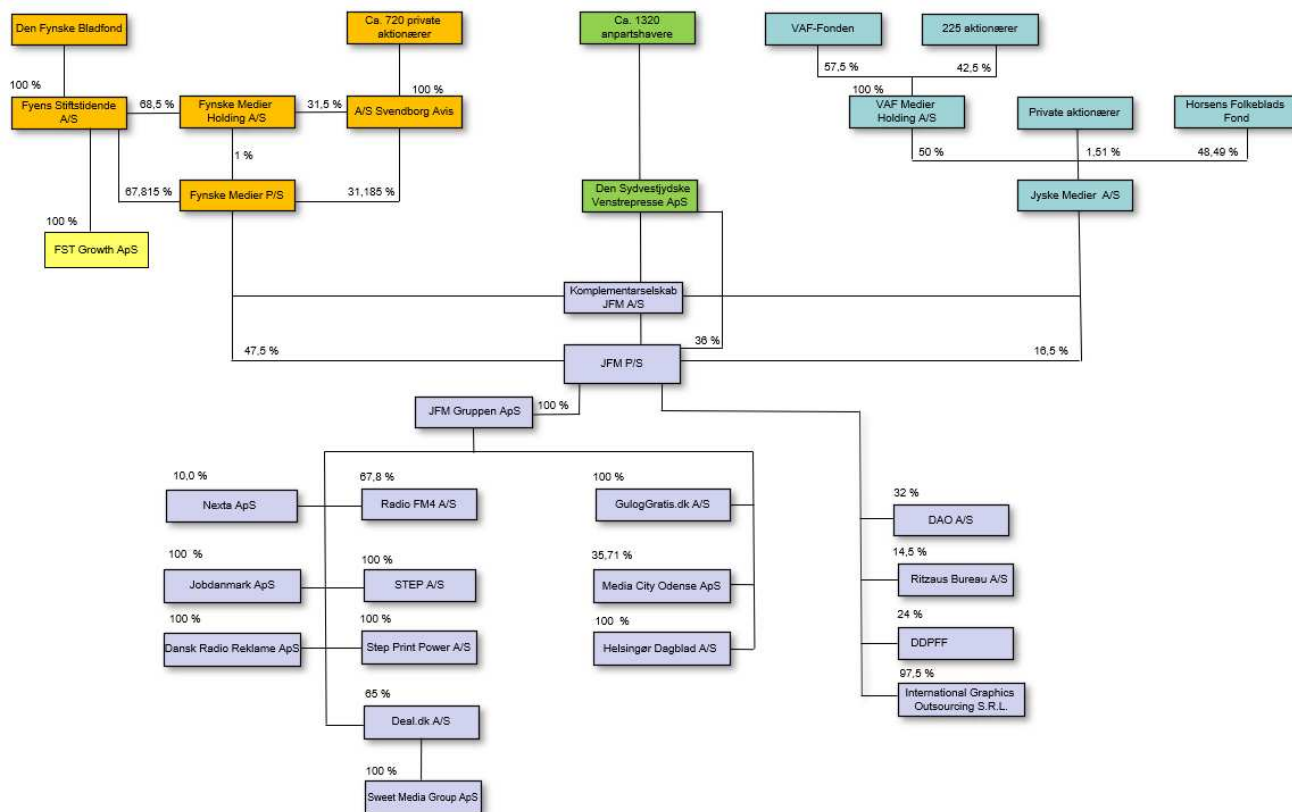 Den Fynske Bladfond
Ca. 720 private
aktionærer
Ca. 1320
anpartshavere
VAF-Fonden
225 aktionærer
57,5 %
42,5 %
100 %
100 %
100 %
Fyens Stiftstidende
A/S
68,5 %
Fynske Medier
Holding A/S
31,5 %
A/S Svendborg Avis
VAF Medier
Holding A/S
Private aktionærer
Horsens Folkeblads
Fond
1 %
50 %
1,51 %
48,49 %
67,815 %
Fynske Medier P/S
31,185 %
Den Sydvestjydske
Venstrepresse ApS
Jyske Medier A/S
100 %
FST Growth ApS
Komplementarselskab
JFM A/S
47,5 %
36 %
16,5 %
JFM P/S
JFM Gruppen ApS
100 %
10,0 %
Nexta ApS
67,8 %
Radio FM4 A/S
100 %
GulogGratis.dk A/S
32 %
DAO A/S
100 %
Jobdanmark ApS
100 %
STEP A/S
35,71 %
Media City Odense ApS
14,5 %
Ritzaus Bureau A/S
100 %
Dansk Radio Reklame ApS
100 %
Step Print Power A/S
100 %
Helsingør Dagblad A/S
24 %
DDPFF
97,5 %
International Graphics
Outsourcing S.R.L.
65 %
Deal.dk A/S
100 %
Sweet Media Group ApS